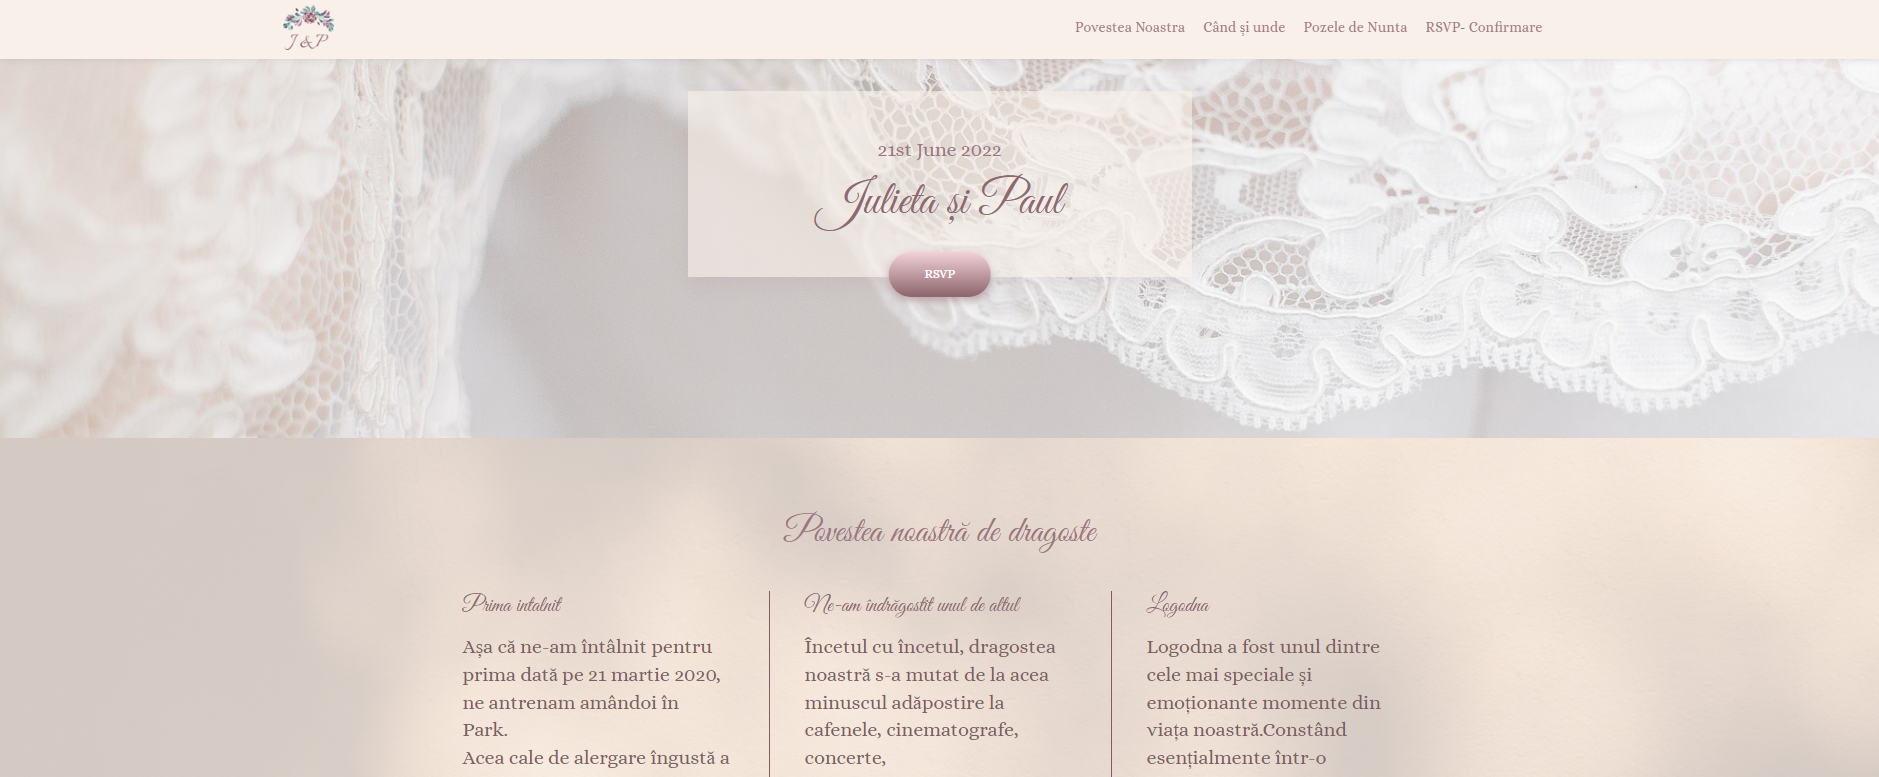 J &P
Povestea Noastra
Când și unde
Pozele de Nunta
RSVP- Confirmare
21st June 2022
Julieta și Paul
RSVP
Povestea noastră de dragoste
Prima intalnit
Așa că ne-am întâlnit pentru
prima dată pe 21 martie 2020,
ne antrenam amândoi în
Park.
Acea cale de alergare îngustă a
Ne-am îndrăgostit unul de altul
Încetul cu încetul, dragostea
noastră s-a mutat de la acea
minuscul adăpostire la
cafenele, cinematografe,
concerte,
Logodna
Logodna a fost unul dintre
cele mai speciale și
emoționante momente din
viața noastră.Constând
esențialmente într-o